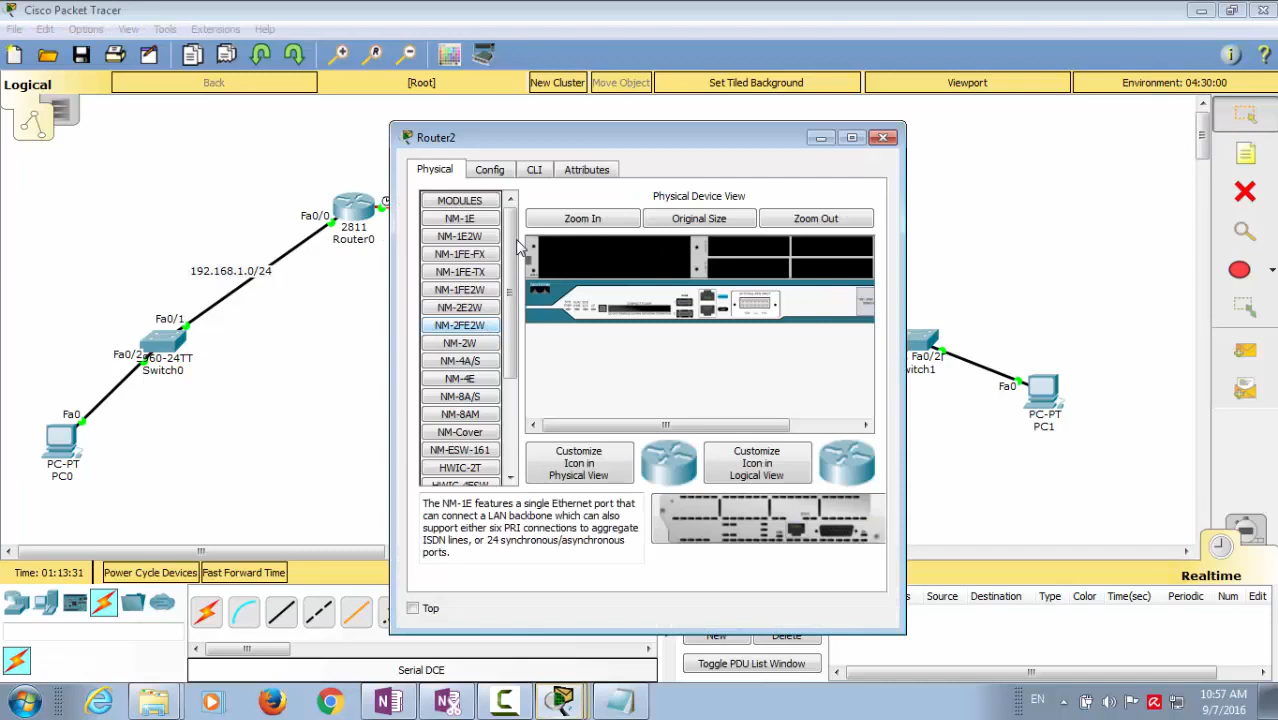 Cisco Packet Tracer
File Edit Options View Tools Extensions Help
Logical
Back
[Root]
New Cluster
Move Object
Set Tiled Background
Viewport
Environment: 04:30:00
Router2
Physical Config CLI Attributes
MODULES
NM-1E
NM-1E2W
NM-1FE-FX
NM-1FE-TX
NM-1FE2W
NM-2E2W
NM-2FE2W
NM-2W
NM-4A/S
NM-4E
NM-8A/S
NM-8AM
NM-Cover
NM-ESW-161
HWIC-2T
HWIC-4ESW
Physical Device View
Zoom In
Original Size
Zoom Out
Customize
Icon in
Physical View
Customize
Icon in
Logical View
The NM-1E features a single Ethernet port that
can connect a LAN backbone which can also
support either six PRI connections to aggregate
ISDN lines, or 24 synchronous/asynchronous
ports.
Top
Fa0/0
2811
Router0
192.168.1.0/24
Fa0/1
Fa0/2
960-24TT
Switch0
Fa0
PC-PT
PC0
Fa0/2
witch1
Fa0
PC-PT
PC1
Time: 01:13:31
Power Cycle Devices
Fast Forward Time
Realtime
Source Destination Type Color Time(sec) Periodic Num Edit
New
Delete
Toggle PDU List Window
Serial DCE
EN
10:57 AM
9/7/2016